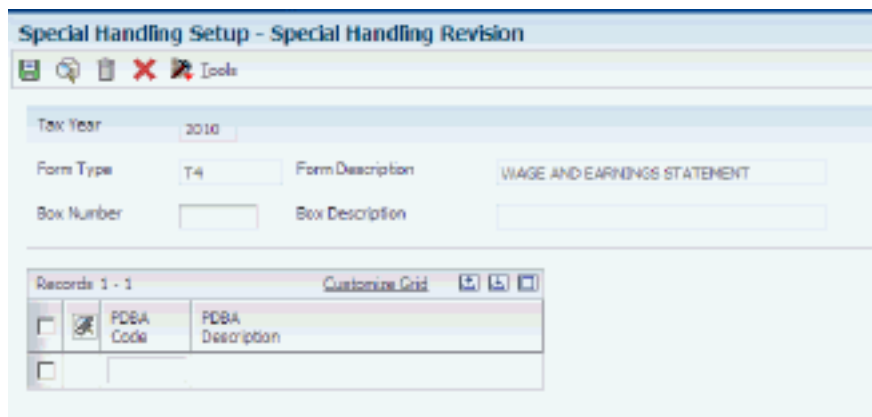 Special Handling Setup - Special Handling Revision
Tools
Tax Year 2010
Form Type T4 Form Description WAGE AND EARNINGS STATEMENT
Box Number Box Description
Records 1 - 1 Customize Grid
PDBA Code PDBA Description